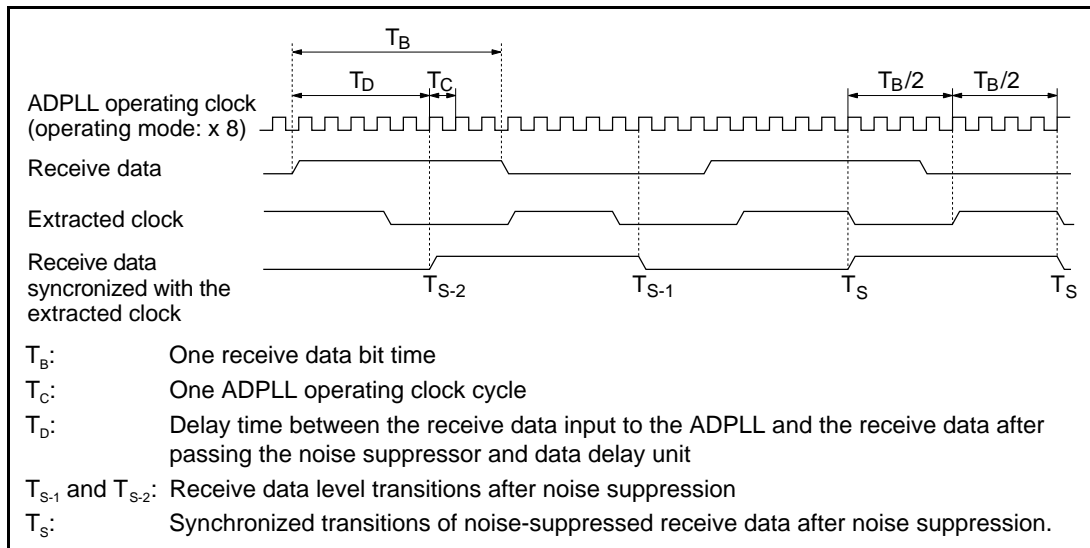 T_B
T_D T_C T_B/2 T_B/2
ADPLL operating clock
(operating mode: x 8)
Receive data
Extracted clock
Receive data
syncronized with the
extracted clock
T_S-2 T_S-1 T_S T_S
T_B: One receive data bit time
T_C: One ADPLL operating clock cycle
T_D: Delay time between the receive data input to the ADPLL and the receive data after
passing the noise suppressor and data delay unit
T_S-1 and T_S-2: Receive data level transitions after noise suppression
T_S: Synchronized transitions of noise-suppressed receive data after noise suppression.